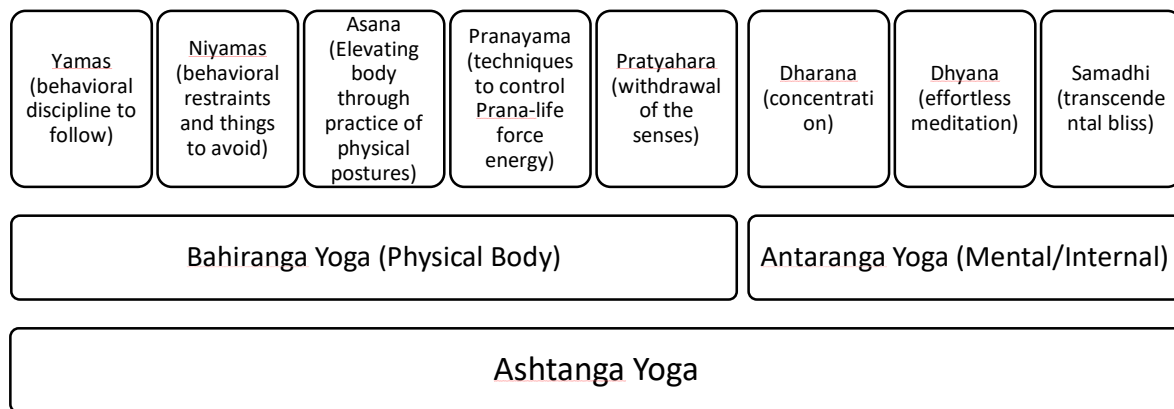 Yamas
(behavioral
discipline to
follow)
Niyamas
(behavioral
restraints
and things
to avoid)
Asana
(Elevating
body
through
practice of
physical
postures)
Pranayama
(techniques
to control
Prana-life
force
energy)
Pratyahara
(withdrawal
of the
senses)
Dharana
(concentrati
on)
Dhyana
(effortless
meditation)
Samadhi
(transcende
ntal bliss)
Bahiranga Yoga (Physical Body)
Antaranga Yoga (Mental/Internal)
Ashtanga Yoga